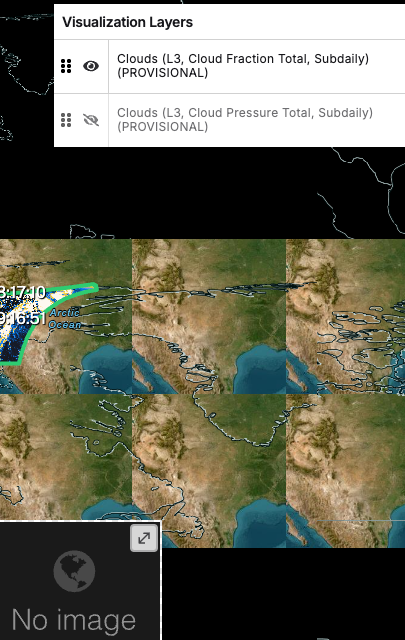 Visualization Layers
Clouds (L3, Cloud Fraction Total, Subdaily)
(PROVISIONAL)
Clouds (L3, Cloud Pressure Total, Subdaily)
(PROVISIONAL)
3:17:10
9:16:51
Arctic
Ocean
No image